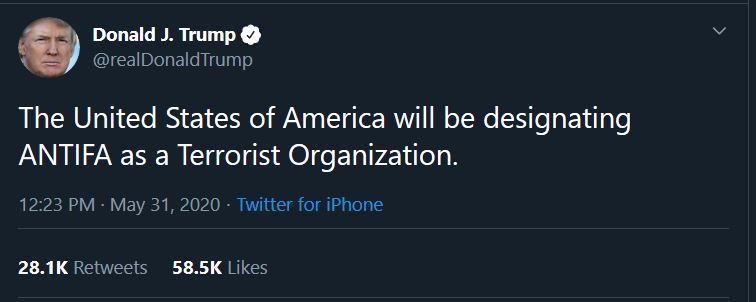 Donald J. Trump
@realDonaldTrump
The United States of America will be designating
ANTIFA as a Terrorist Organization.
12:23 PM · May 31, 2020 · Twitter for iPhone
28.1K Retweets 58.5K Likes